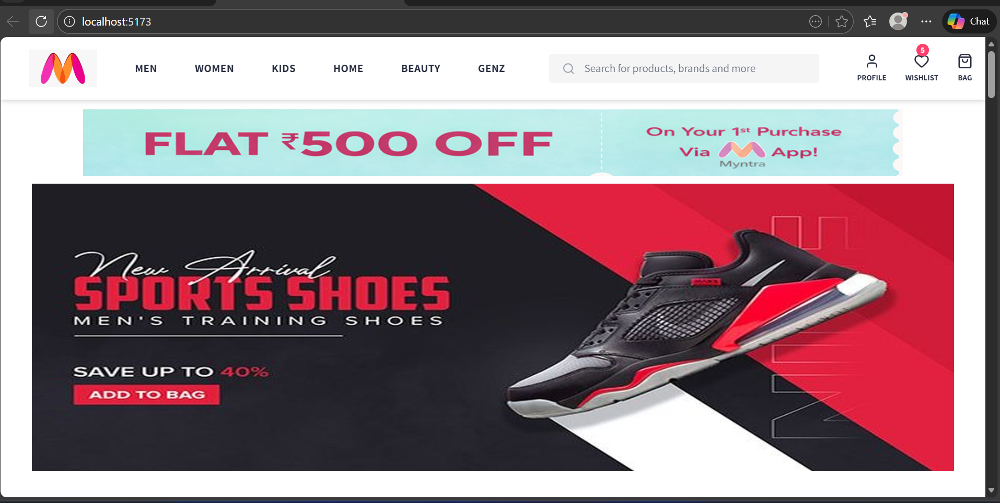 localhost:5173
Chat
MEN WOMEN KIDS HOME BEAUTY GENZ
Search for products, brands and more
5
PROFILE WISHLIST BAG
FLAT ₹500 OFF
On Your 1st Purchase
Via App!
Myntra
New Arrival
SPORTS SHOES
MEN'S TRAINING SHOES
SAVE UP TO 40%
ADD TO BAG